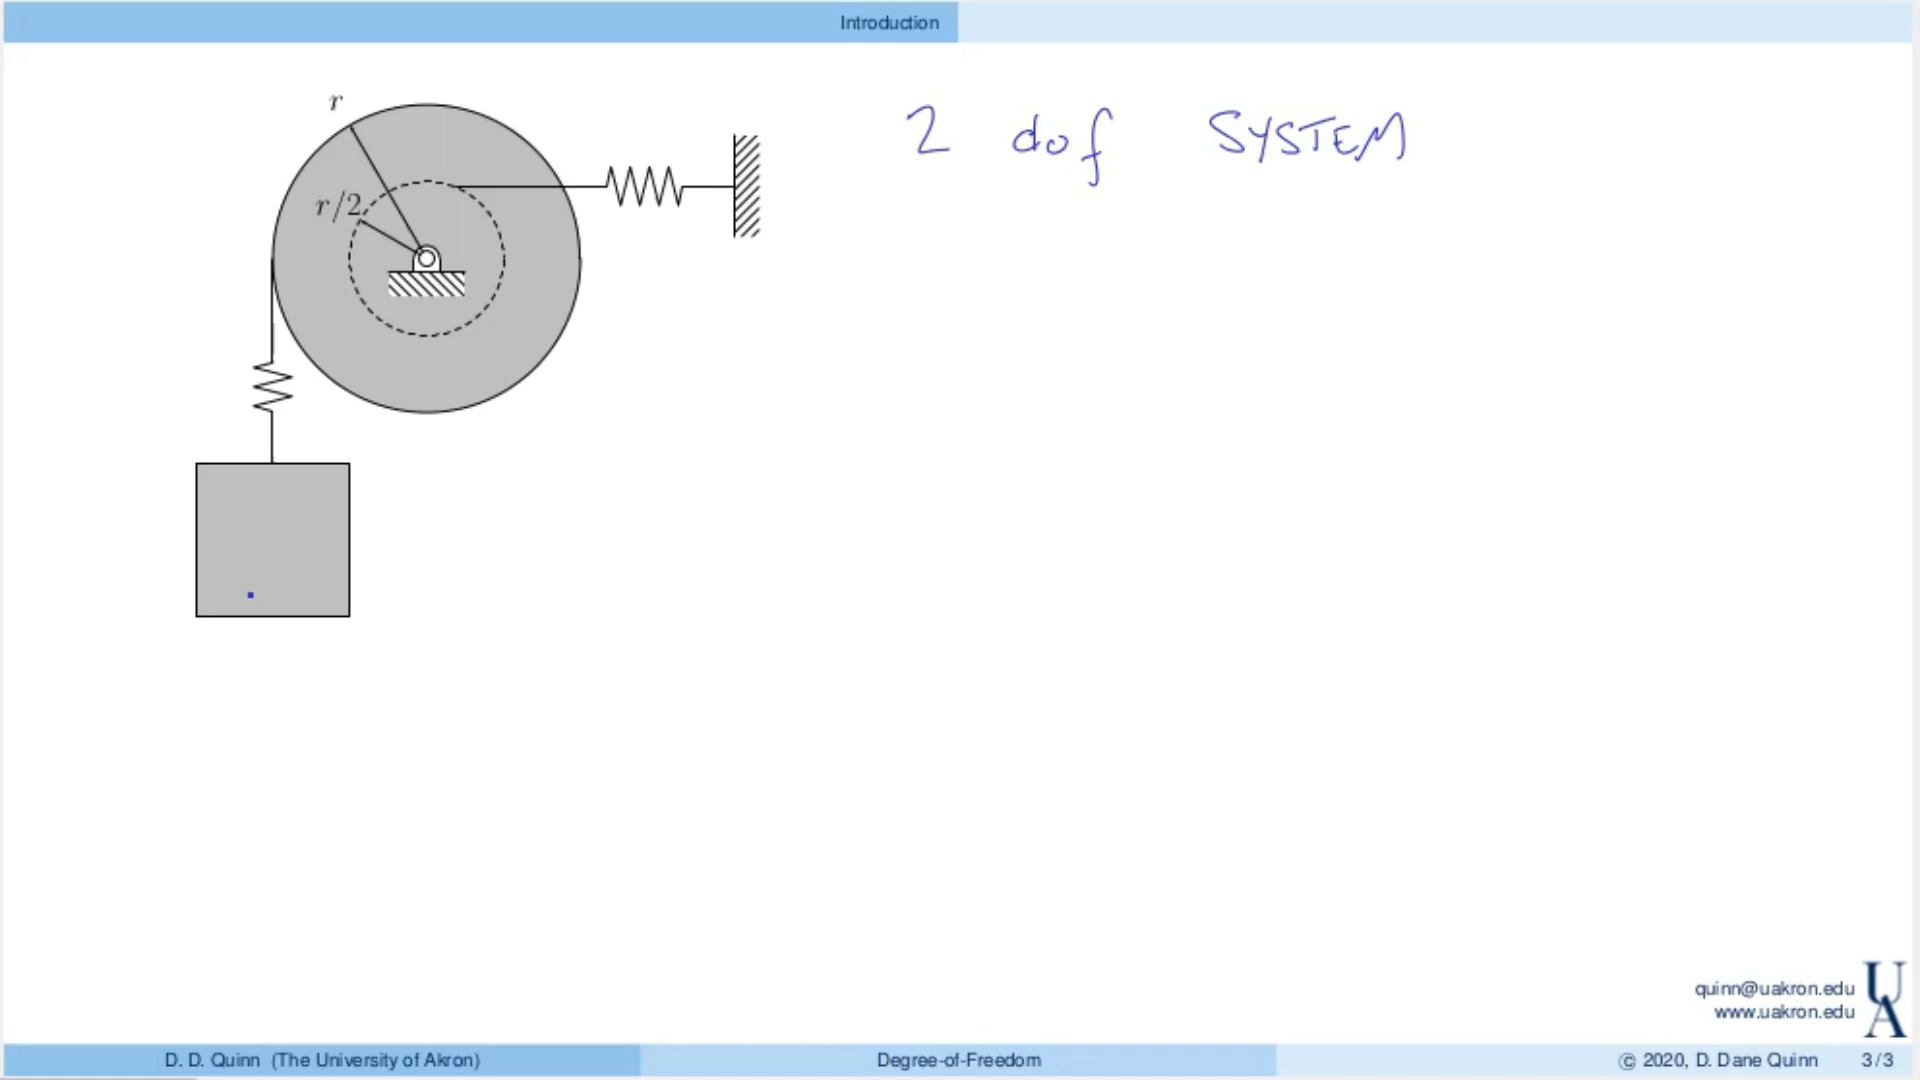 Introduction
r
2 dof SYSTEM
r/2
quinn@uakron.edu
www.uakron.edu
UA
D. D. Quinn (The University of Akron)
Degree-of-Freedom
© 2020, D. Dane Quinn
3/3